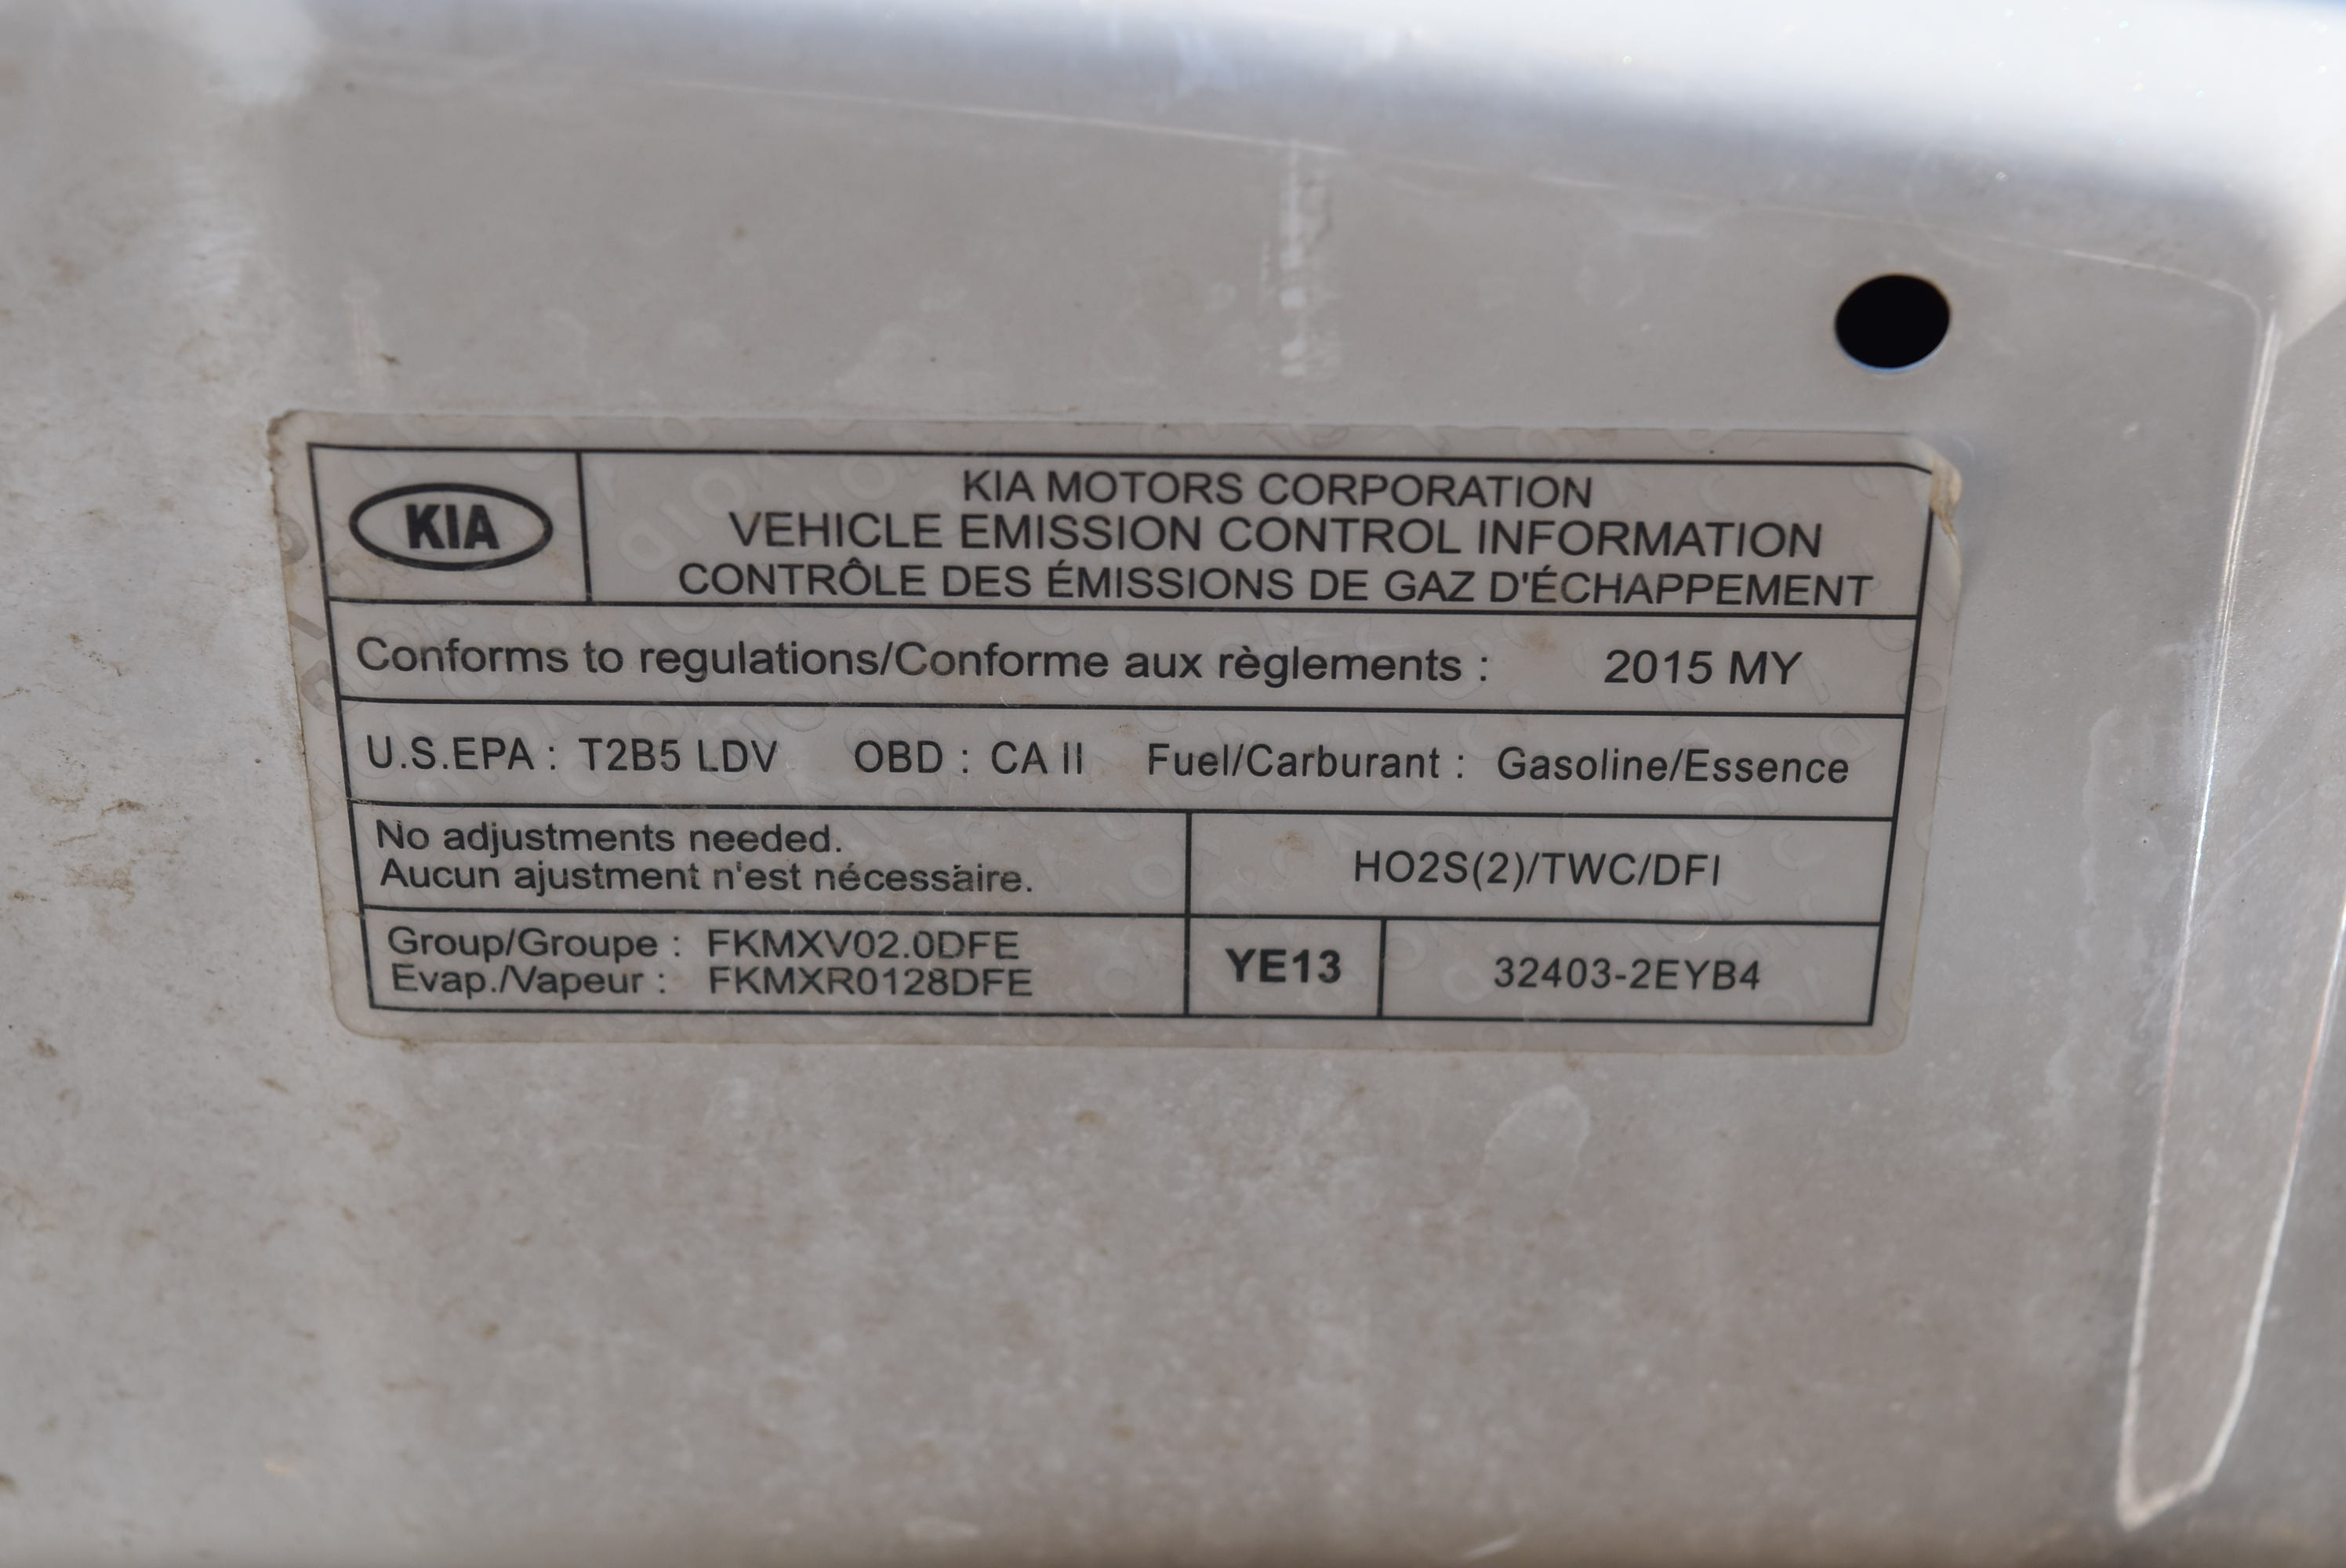 KIA
KIA MOTORS CORPORATION
VEHICLE EMISSION CONTROL INFORMATION
CONTRÔLE DES ÉMISSIONS DE GAZ D'ÉCHAPPEMENT
Conforms to regulations/Conforme aux règlements : 2015 MY
U.S.EPA : T2B5 LDV OBD : CA II Fuel/Carburant : Gasoline/Essence
No adjustments needed.
Aucun ajustment n'est nécessaire.
HO2S(2)/TWC/DFI
Group/Groupe : FKMXV02.0DFE
Evap./Vapeur : FKMXR0128DFE
YE13
32403-2EYB4